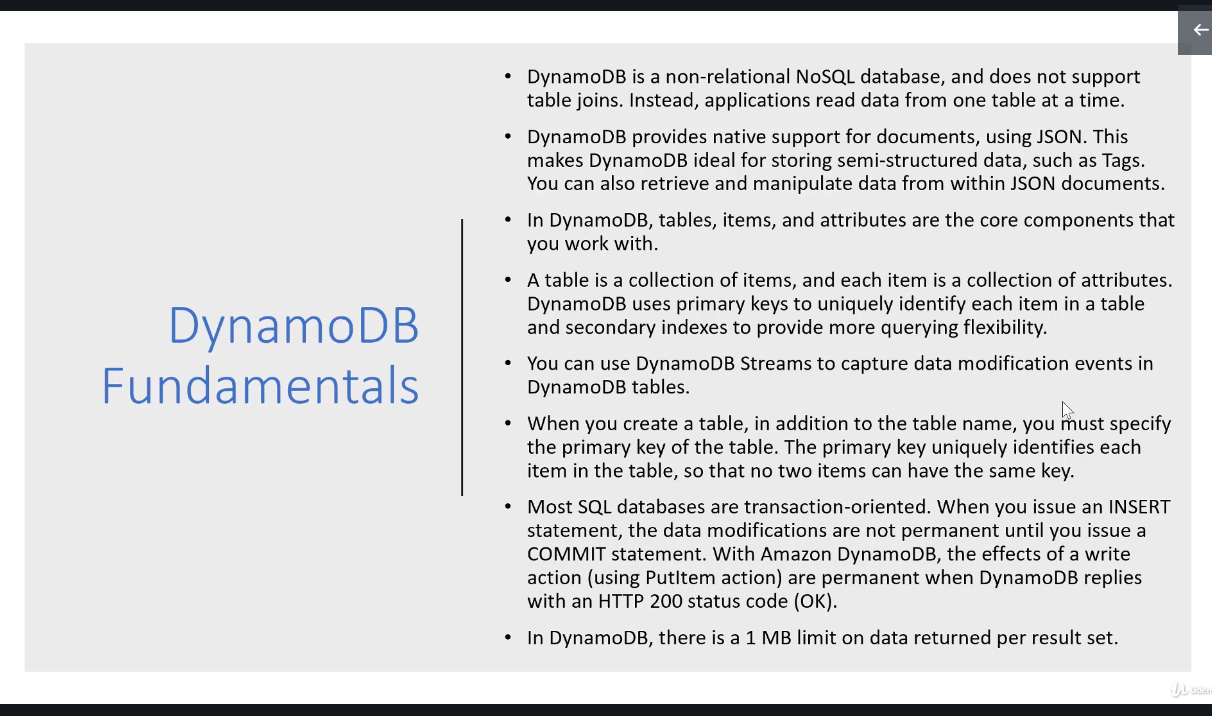 DynamoDB
Fundamentals
• DynamoDB is a non-relational NoSQL database, and does not support
table joins. Instead, applications read data from one table at a time.
• DynamoDB provides native support for documents, using JSON. This
makes DynamoDB ideal for storing semi-structured data, such as Tags.
You can also retrieve and manipulate data from within JSON documents.
• In DynamoDB, tables, items, and attributes are the core components that
you work with.
• A table is a collection of items, and each item is a collection of attributes.
DynamoDB uses primary keys to uniquely identify each item in a table
and secondary indexes to provide more querying flexibility.
• You can use DynamoDB Streams to capture data modification events in
DynamoDB tables.
• When you create a table, in addition to the table name, you must specify
the primary key of the table. The primary key uniquely identifies each
item in the table, so that no two items can have the same key.
• Most SQL databases are transaction-oriented. When you issue an INSERT
statement, the data modifications are not permanent until you issue a
COMMIT statement. With Amazon DynamoDB, the effects of a write
action (using PutItem action) are permanent when DynamoDB replies
with an HTTP 200 status code (OK).
• In DynamoDB, there is a 1 MB limit on data returned per result set.